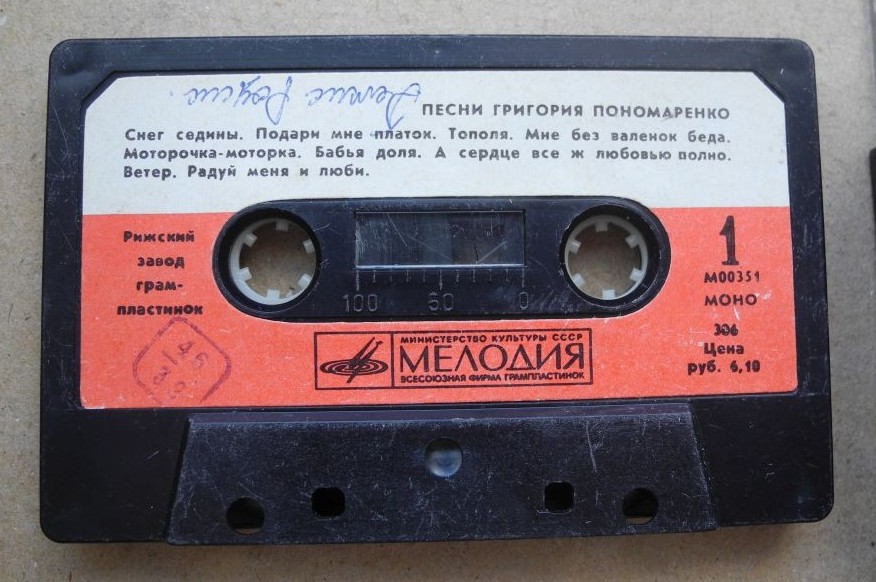 ПЕСНИ ГРИГОРИЯ ПОНОМАРЕНКО
Снег седины. Подари мне платок. Тополя. Мне без валенок беда.
Моторочка-моторка. Бабья доля. А сердце все ж любовью полно.
Ветер. Радуй меня и люби.
Рижский
завод
грам-
пластинок
1
М00351
МОНО
306
Цена
руб. 6,10
100 50 0
МИНИСТЕРСТВО КУЛЬТУРЫ СССР
МЕЛОДИЯ
ВСЕСОЮЗНАЯ ФИРМА ГРАМПЛАСТИНОК
46